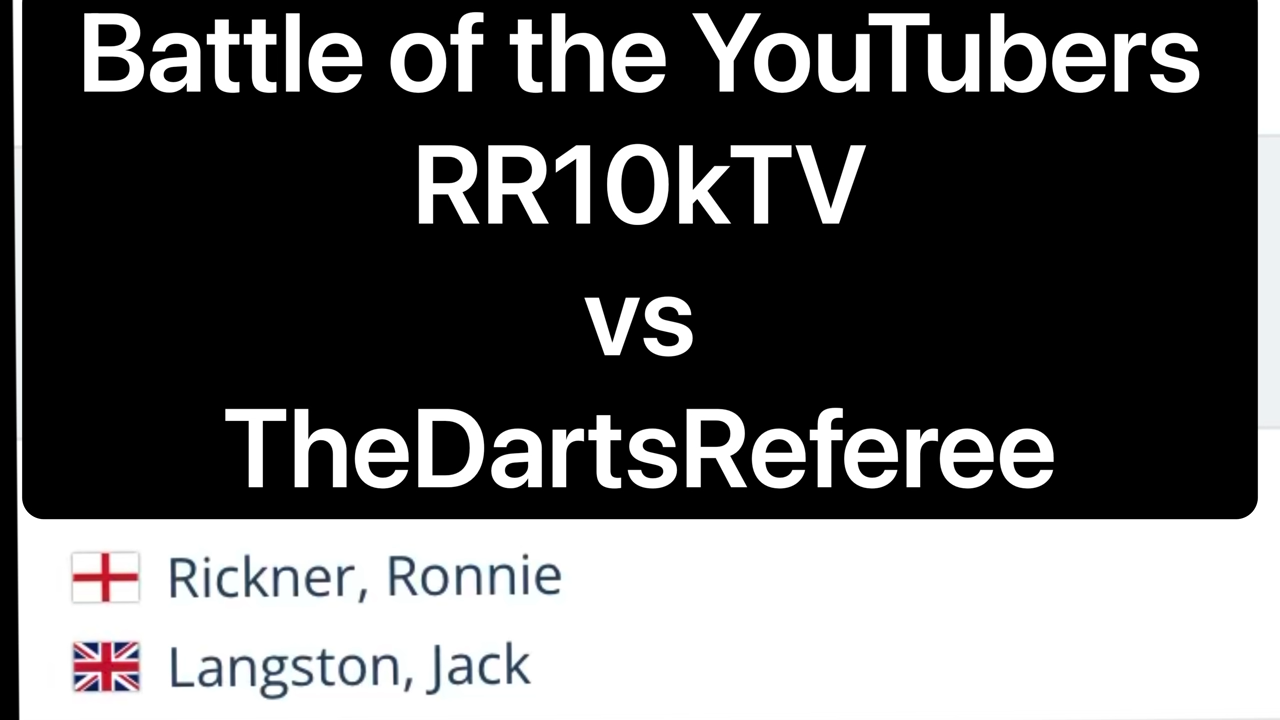 Battle of the YouTubers
RR10kTV
vs
TheDartsReferee
Rickner, Ronnie
Langston, Jack